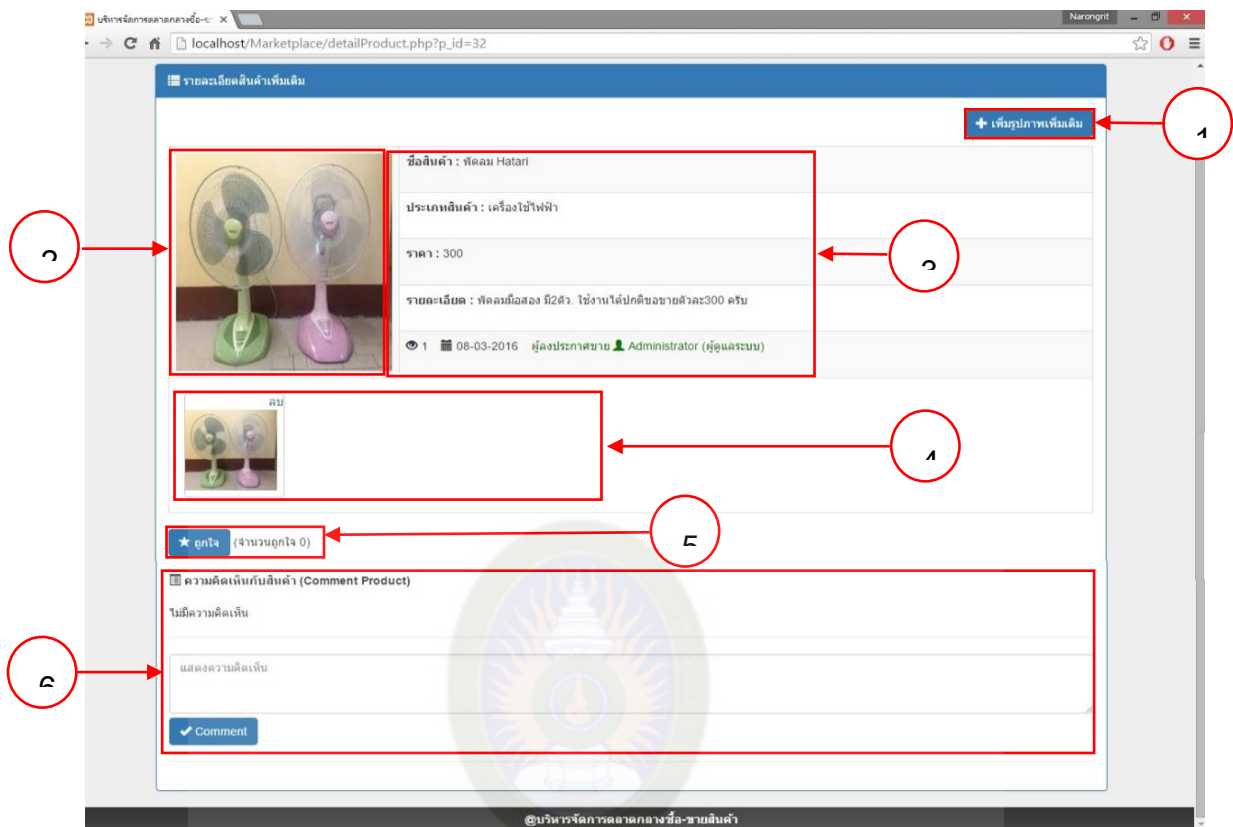 บริหารจัดการตลาดกลางซื้อ-ข
Narongrit
localhost/Marketplace/detailProduct.php?p_id=32
รายละเอียดสินค้าเพิ่มเติม
เพิ่มรูปภาพเพิ่มเติม
ชื่อสินค้า : พัดลม Hatari
ประเภทสินค้า : เครื่องใช้ไฟฟ้า
ราคา : 300
รายละเอียด : พัดลมมือสอง มี2ตัว. ใช้งานได้ปกติขอขายตัวละ300 ครับ
1 08-03-2016 ผู้ลงประกาศขาย Administrator (ผู้ดูแลระบบ)
ลบ
5
ถูกใจ (จำนวนถูกใจ 0)
ความคิดเห็นกับสินค้า (Comment Product)
ไม่มีความคิดเห็น
6
แสดงความคิดเห็น
Comment
@บริหารจัดการตลาดกลางซื้อ-ขายสินค้า